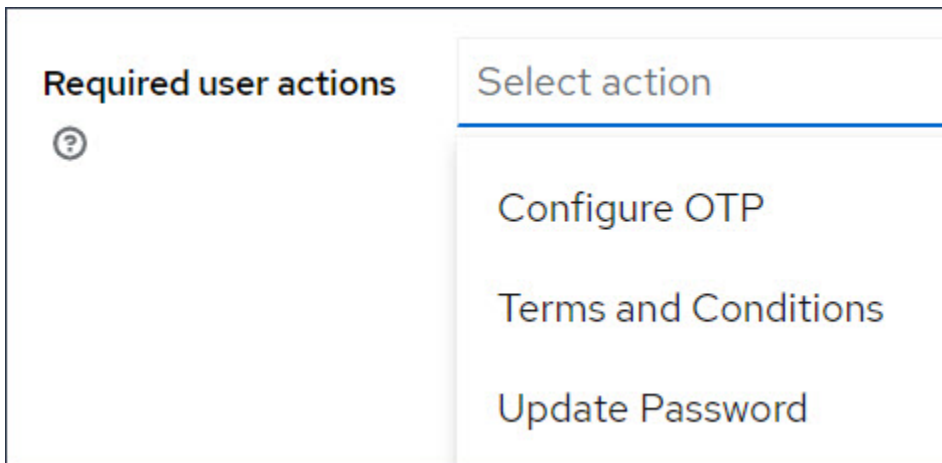 Required user actions
Select action
Configure OTP
Terms and Conditions
Update Password